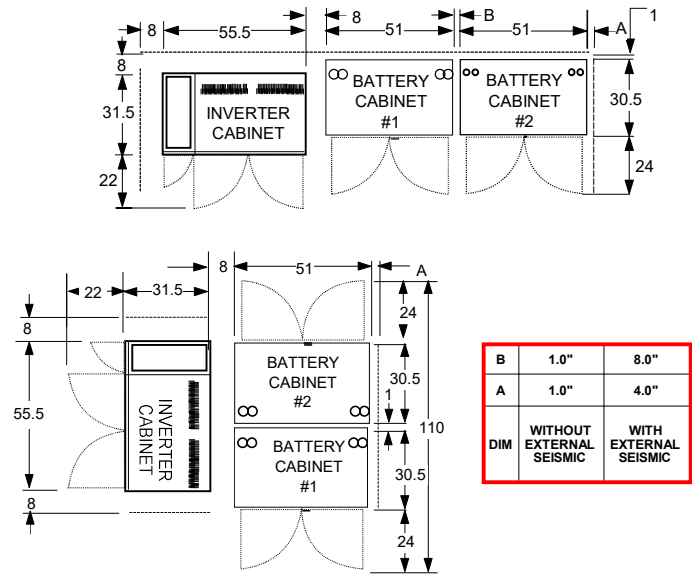 8 55.5 8 B 1
51 51 A
8
31.5
INVERTER
CABINET
BATTERY
CABINET
#1
BATTERY
CABINET
#2
30.5
22
24
8 51 A
22 31.5
8
24
55.5
INVERTER
CABINET
BATTERY
CABINET
#2
30.5
1
110
BATTERY
CABINET
#1
30.5
8
24
B 1.0" 8.0"
A 1.0" 4.0"
DIM
WITHOUT
EXTERNAL
SEISMIC
WITH
EXTERNAL
SEISMIC